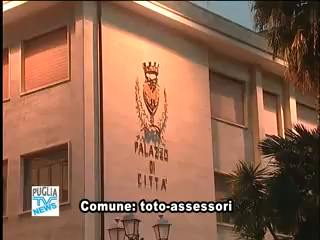 PALAZZO
DI
CITTÀ
PUGLIA
TV
NEWS
Comune: toto-assessori